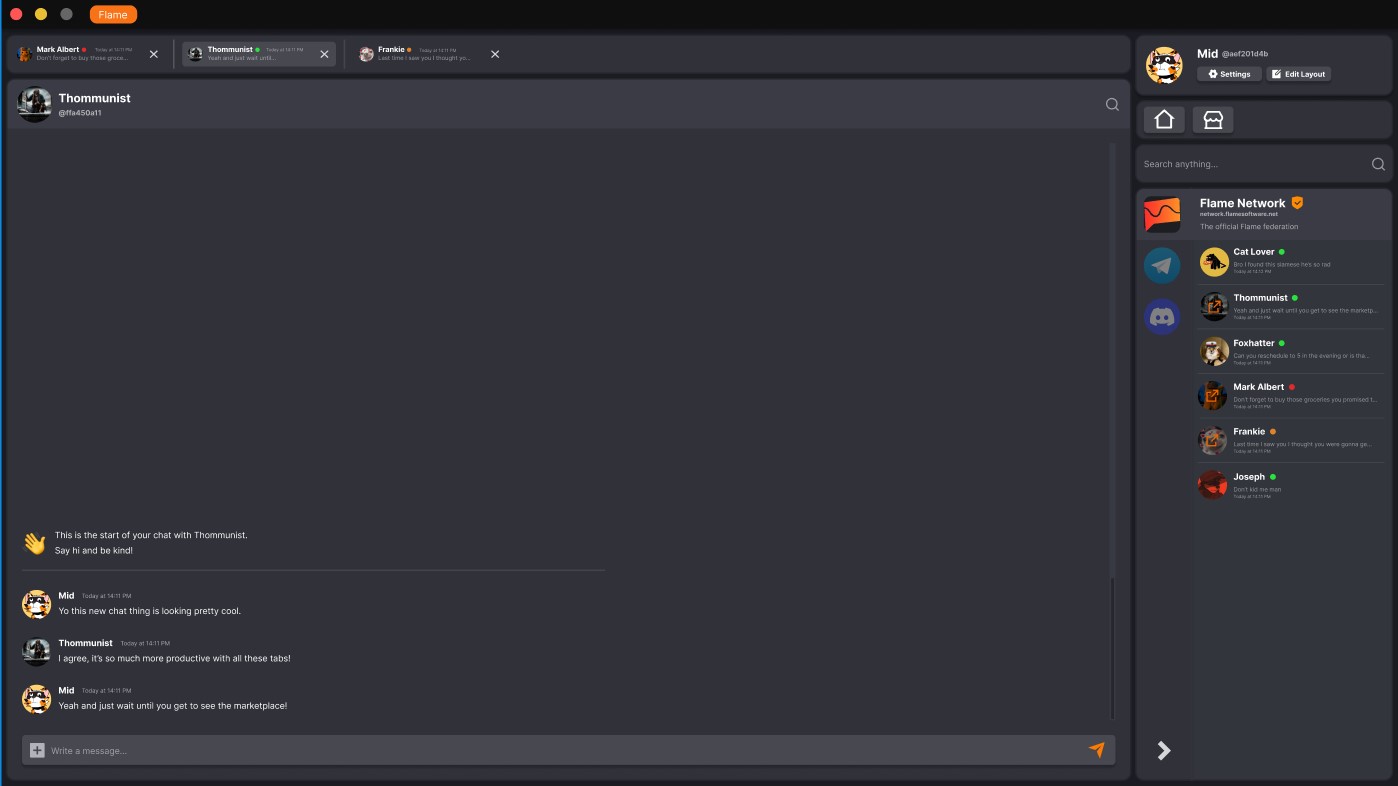 Flame
Mark Albert Today at 14:11 PM
Don't forget to buy those groce...
Thommunist Today at 14:11 PM
Yeah and just wait until...
Frankie Today at 14:11 PM
Last time I saw you I thought yo...
Thommunist
@ffa450a11
This is the start of your chat with Thommunist.
Say hi and be kind!
Mid Today at 14:11 PM
Yo this new chat thing is looking pretty cool.
Thommunist Today at 14:11 PM
I agree, it's so much more productive with all these tabs!
Mid Today at 14:11 PM
Yeah and just wait until you get to see the marketplace!
Write a message...
Mid @aef201d4b
Settings
Edit Layout
Search anything...
Flame Network
network.flamesoftware.net
The official Flame federation
Cat Lover
Bro I found this siamese he's so rad
Today at 14:12 PM
Thommunist
Yeah and just wait until you get to see the marketp...
Today at 14:11 PM
Foxhatter
Can you reschedule to 5 in the evening or is tha...
Today at 14:11 PM
Mark Albert
Don't forget to buy those groceries you promised t...
Today at 14:11 PM
Frankie
Last time I saw you I thought you were gonna ge...
Today at 14:11 PM
Joseph
Don't kid me man
Today at 14:11 PM